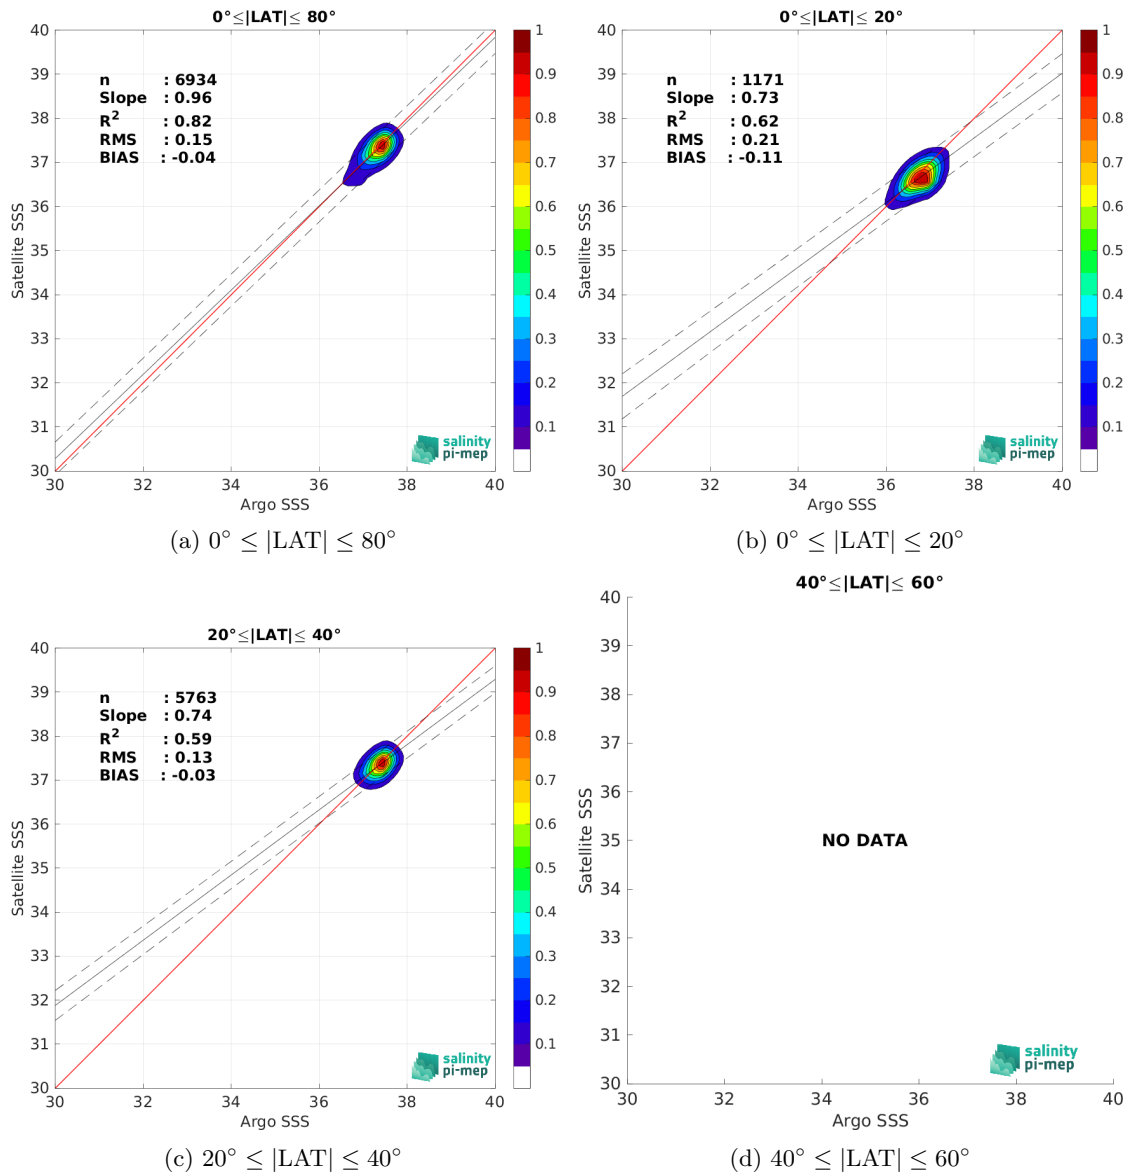 0°≤|LAT|≤ 80°
40
39
38
37
36
35
34
33
32
31
30
Satellite SSS
n : 6934
Slope : 0.96
R² : 0.82
RMS : 0.15
BIAS : -0.04
salinity
pi-mep
30 32 34 36 38 40
Argo SSS
1
0.9
0.8
0.7
0.6
0.5
0.4
0.3
0.2
0.1
(a) 0° ≤ |LAT| ≤ 80°
0°≤|LAT|≤ 20°
40
39
38
37
36
35
34
33
32
31
30
Satellite SSS
n : 1171
Slope : 0.73
R² : 0.62
RMS : 0.21
BIAS : -0.11
salinity
pi-mep
30 32 34 36 38 40
Argo SSS
1
0.9
0.8
0.7
0.6
0.5
0.4
0.3
0.2
0.1
(b) 0° ≤ |LAT| ≤ 20°
20°≤|LAT|≤ 40°
40
39
38
37
36
35
34
33
32
31
30
Satellite SSS
n : 5763
Slope : 0.74
R² : 0.59
RMS : 0.13
BIAS : -0.03
salinity
pi-mep
30 32 34 36 38 40
Argo SSS
1
0.9
0.8
0.7
0.6
0.5
0.4
0.3
0.2
0.1
(c) 20° ≤ |LAT| ≤ 40°
40°≤|LAT|≤ 60°
40
39
38
37
36
35
34
33
32
31
30
Satellite SSS
NO DATA
salinity
pi-mep
30 32 34 36 38 40
Argo SSS
(d) 40° ≤ |LAT| ≤ 60°